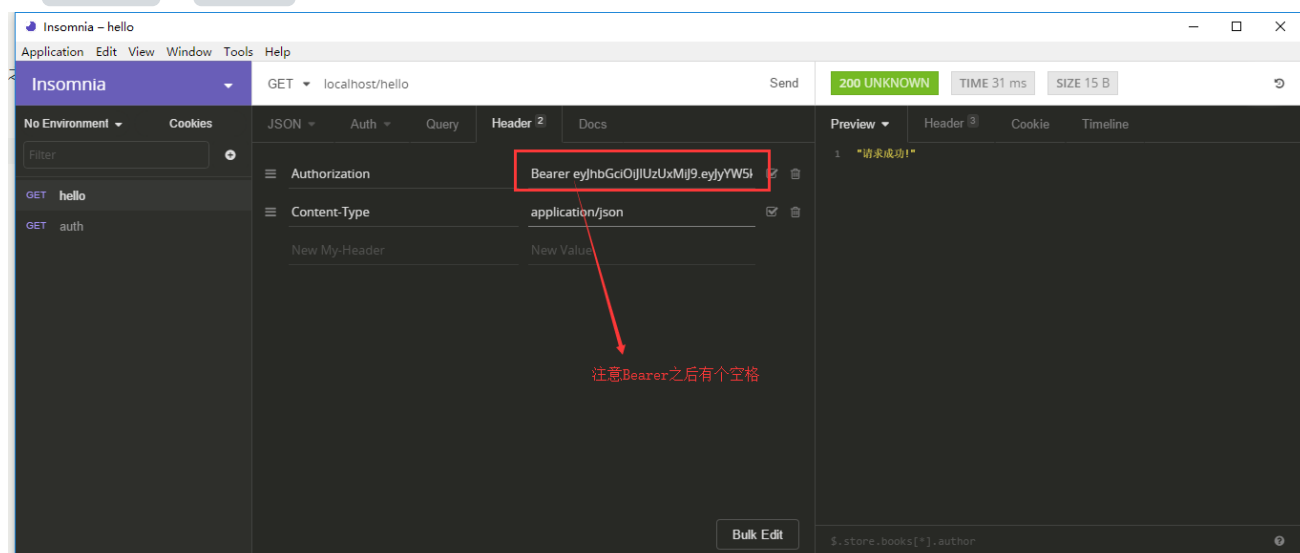 Insomnia – hello
Application Edit View Window Tools Help
Insomnia
GET localhost/hello
Send
200 UNKNOWN TIME 31 ms SIZE 15 B
No Environment Cookies
JSON Auth Query Header 2 Docs
Preview Header 3 Cookie Timeline
Filter
1 "请求成功!"
Authorization
Bearer eyJhbGciOiJIUzUxMiJ9.eyJyYW5k
GET hello
Content-Type
application/json
GET auth
New My-Header
New Value
注意Bearer之后有个空格
Bulk Edit
$.store.books[*].author